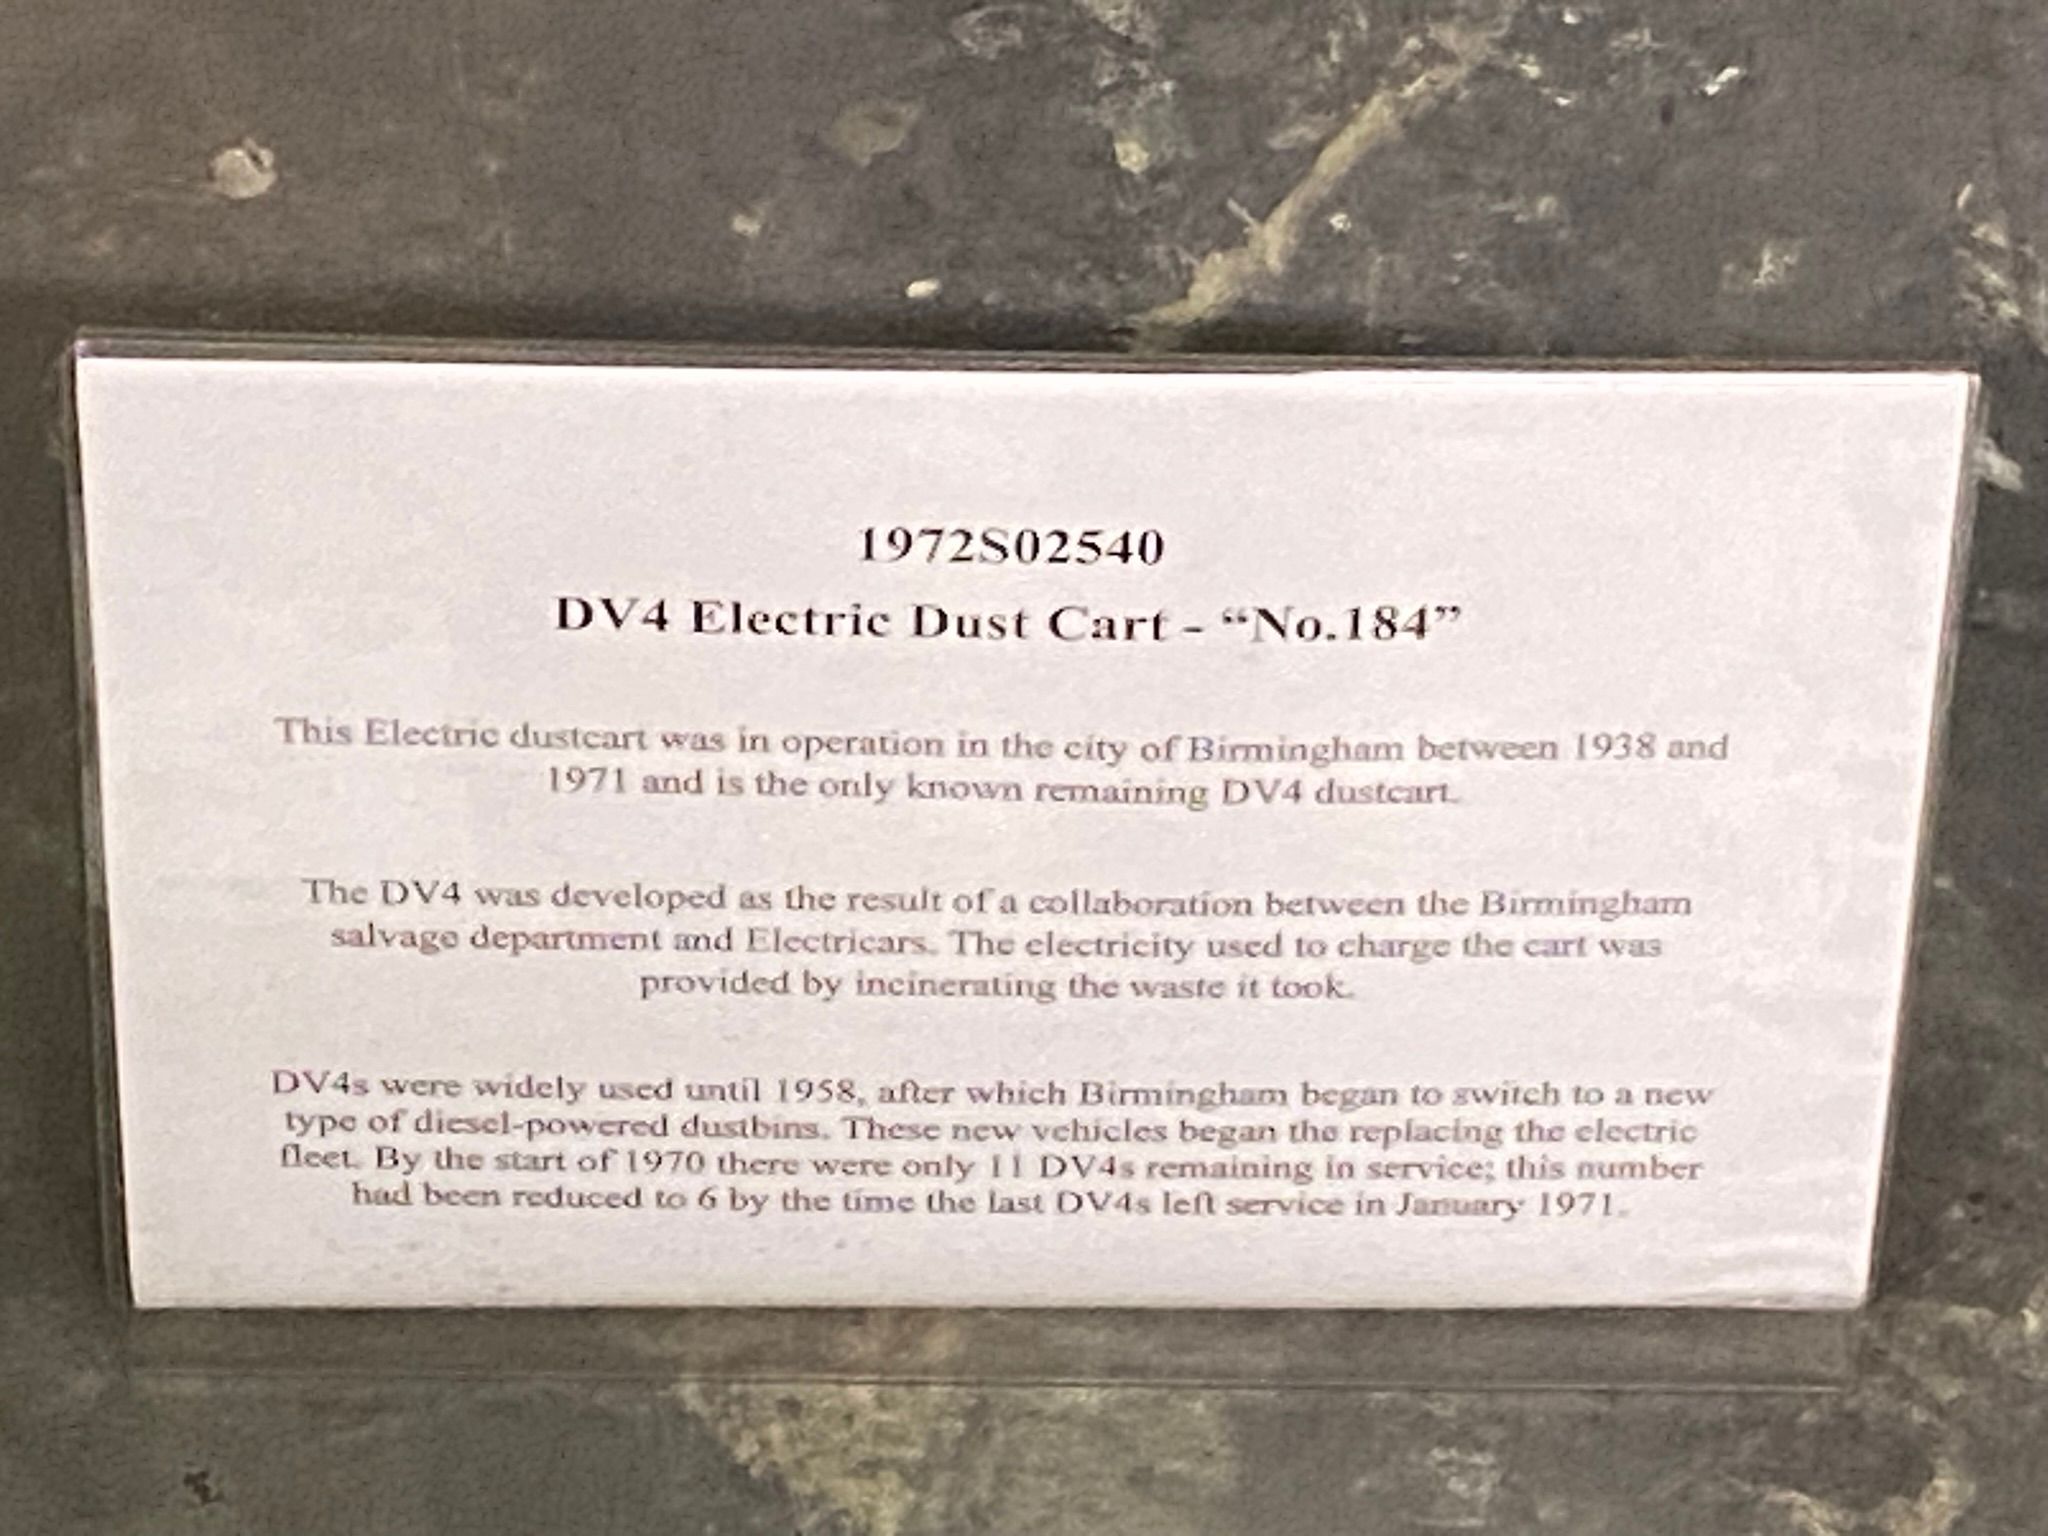 1972S02540
DV4 Electric Dust Cart - “No.184”
This Electric dustcart was in operation in the city of Birmingham between 1938 and
1971 and is the only known remaining DV4 dustcart.
The DV4 was developed as the result of a collaboration between the Birmingham
salvage department and Electricars. The electricity used to charge the cart was
provided by incinerating the waste it took.
DV4s were widely used until 1958, after which Birmingham began to switch to a new
type of diesel-powered dustbins. These new vehicles began the replacing the electric
fleet. By the start of 1970 there were only 11 DV4s remaining in service; this number
had been reduced to 6 by the time the last DV4s left service in January 1971.